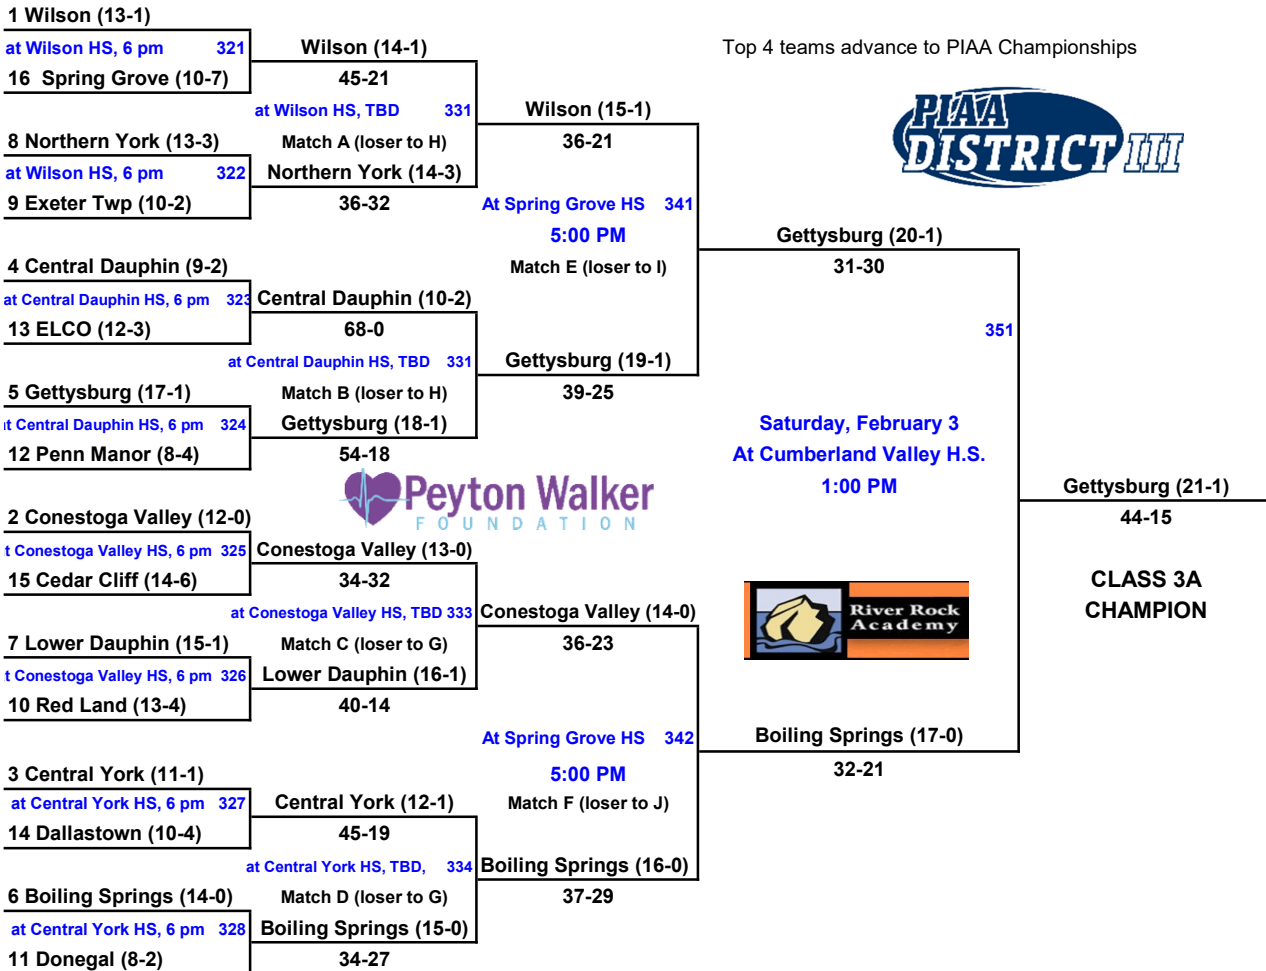 1 Wilson (13-1)
at Wilson HS, 6 pm 321
16 Spring Grove (10-7)
8 Northern York (13-3)
at Wilson HS, 6 pm 322
9 Exeter Twp (10-2)
4 Central Dauphin (9-2)
at Central Dauphin HS, 6 pm 323
13 ELCO (12-3)
5 Gettysburg (17-1)
t Central Dauphin HS, 6 pm 324
12 Penn Manor (8-4)
2 Conestoga Valley (12-0)
t Conestoga Valley HS, 6 pm 325
15 Cedar Cliff (14-6)
7 Lower Dauphin (15-1)
t Conestoga Valley HS, 6 pm 326
10 Red Land (13-4)
3 Central York (11-1)
at Central York HS, 6 pm 327
14 Dallastown (10-4)
6 Boiling Springs (14-0)
at Central York HS, 6 pm 328
11 Donegal (8-2)
Wilson (14-1)
45-21
at Wilson HS, TBD 331
Match A (loser to H)
Northern York (14-3)
36-32
Central Dauphin (10-2)
68-0
at Central Dauphin HS, TBD 331
Match B (loser to H)
Gettysburg (18-1)
54-18
Peyton Walker
FOUNDATION
Conestoga Valley (13-0)
34-32
at Conestoga Valley HS, TBD 333
Match C (loser to G)
Lower Dauphin (16-1)
40-14
Central York (12-1)
45-19
at Central York HS, TBD, 334
Match D (loser to G)
Boiling Springs (15-0)
34-27
Wilson (15-1)
36-21
At Spring Grove HS 341
5:00 PM
Match E (loser to I)
Gettysburg (19-1)
39-25
Conestoga Valley (14-0)
36-23
At Spring Grove HS 342
5:00 PM
Match F (loser to J)
Boiling Springs (16-0)
37-29
Top 4 teams advance to PIAA Championships
PIAA
DISTRICT III
Gettysburg (20-1)
31-30
351
Saturday, February 3
At Cumberland Valley H.S.
1:00 PM
River Rock
Academy
Boiling Springs (17-0)
32-21
Gettysburg (21-1)
44-15
CLASS 3A
CHAMPION